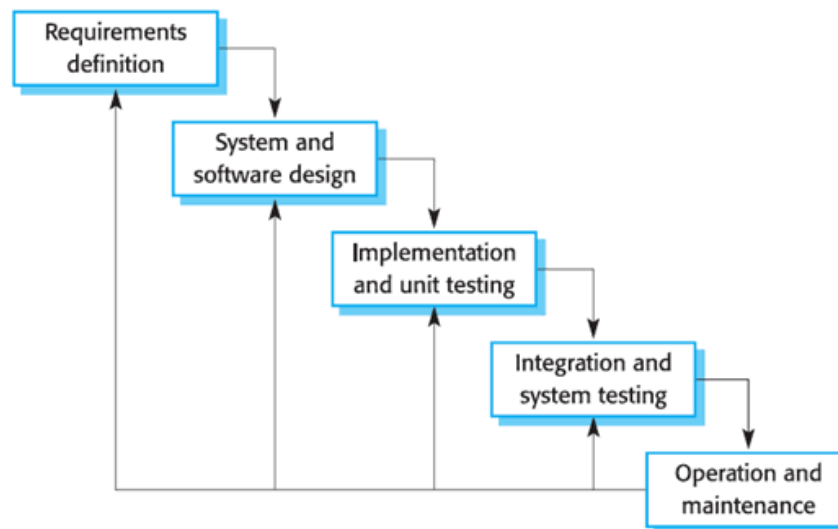 Requirements
definition
System and
software design
Implementation
and unit testing
Integration and
system testing
Operation and
maintenance